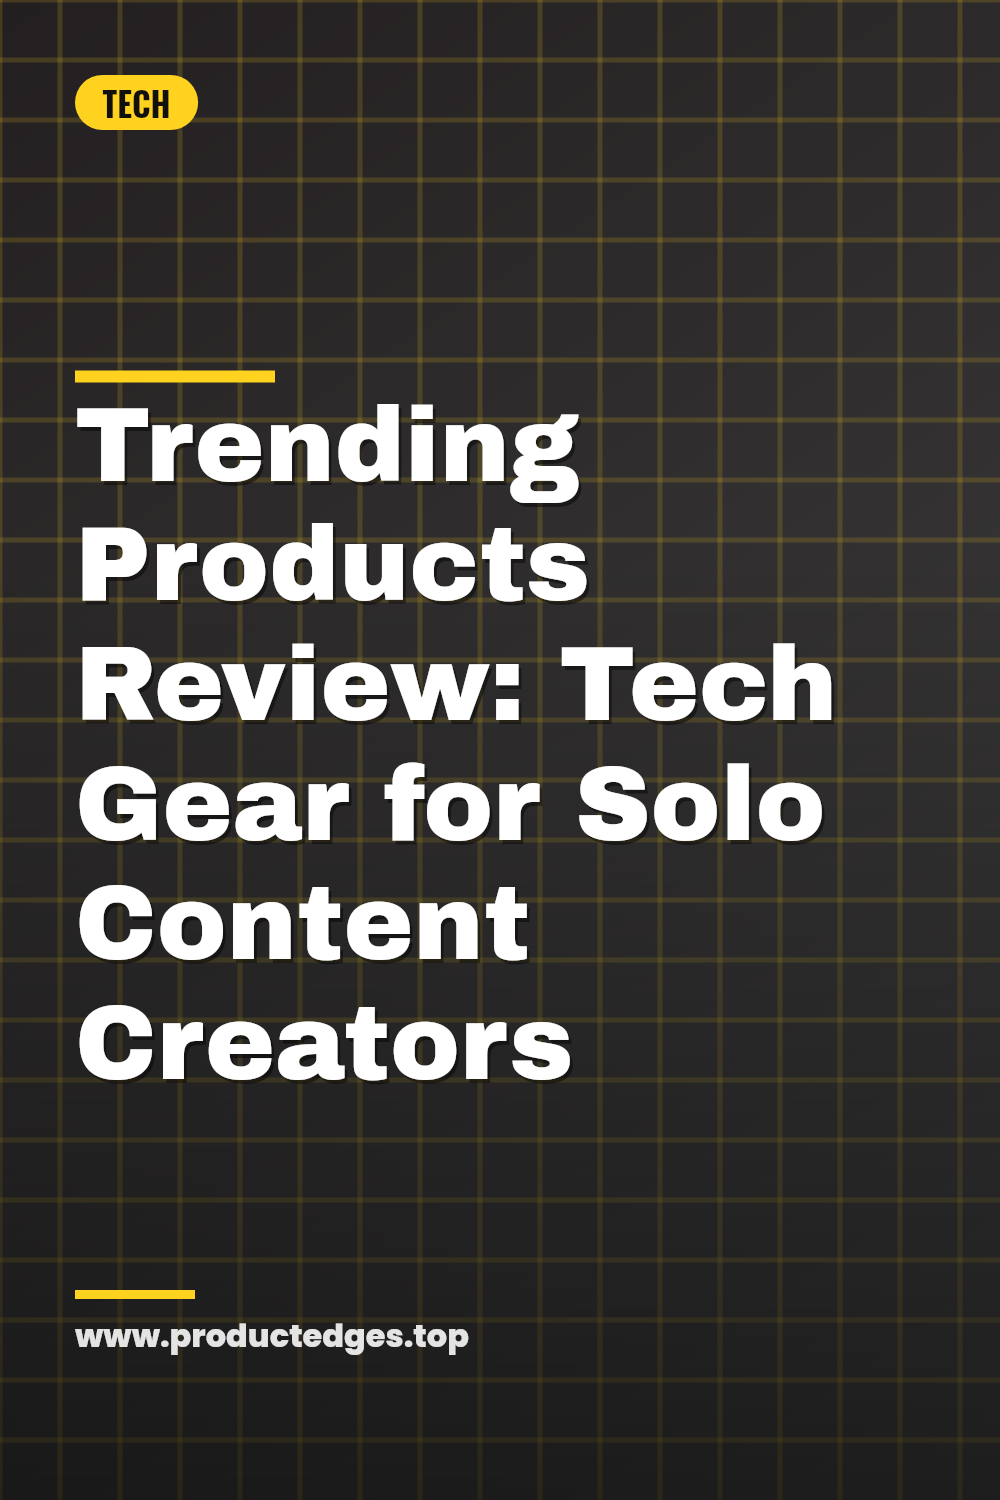 TECH
Trending
Products
Review: Tech
Gear for Solo
Content
Creators
www.productedges.top